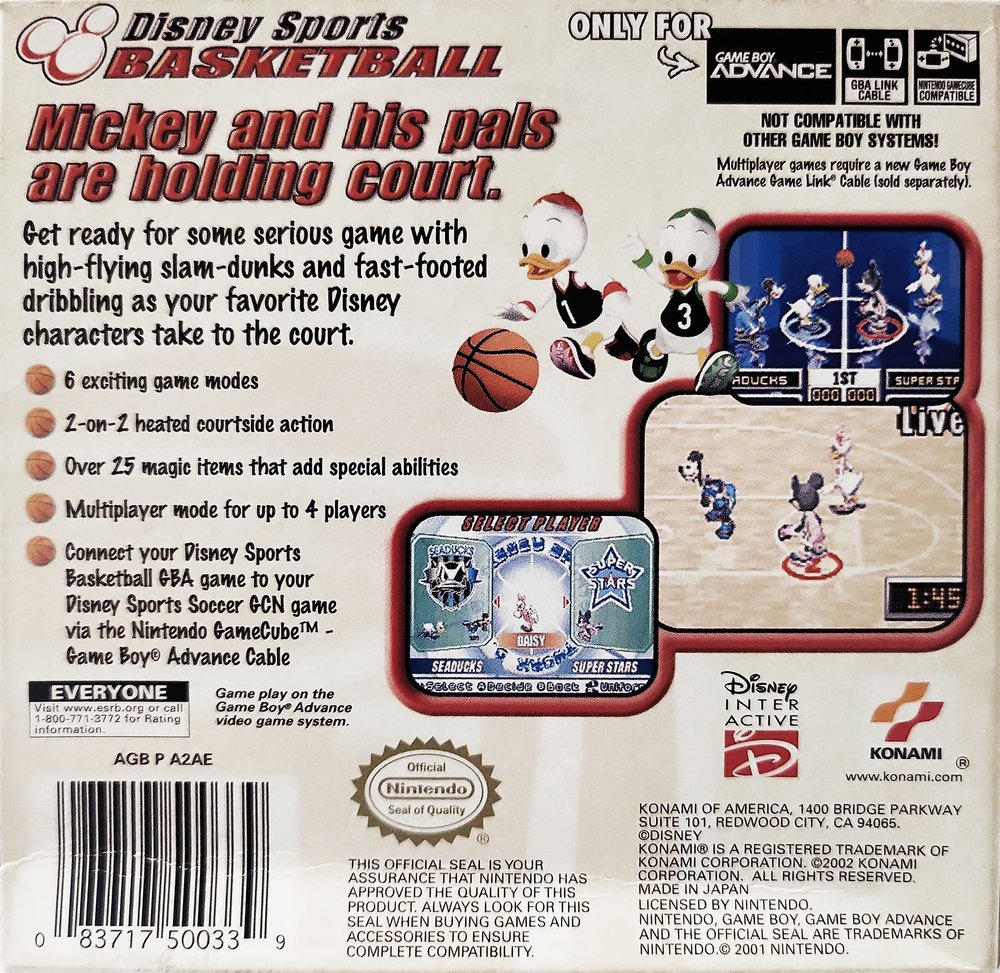 Disney Sports
BASKETBALL
ONLY FOR
GAME BOY
ADVANCE
GBA LINK
CABLE
NINTENDO GAMECUBE
COMPATIBLE
NOT COMPATIBLE WITH
OTHER GAME BOY SYSTEMS!
Multiplayer games require a new Game Boy
Advance Game Link® Cable (sold separately).
Mickey and his pals
are holding court.
Get ready for some serious game with
high-flying slam-dunks and fast-footed
dribbling as your favorite Disney
characters take to the court.
6 exciting game modes
2-on-2 heated courtside action
Over 25 magic items that add special abilities
Multiplayer mode for up to 4 players
Connect your Disney Sports
Basketball GBA game to your
Disney Sports Soccer GCN game
via the Nintendo GameCube™ -
Game Boy® Advance Cable
1
3
ADUCKS 1ST SUPER STA
000 000
Live
1:45
SELECT PLAYER
SEADUCKS
SUPER
STARS
DAISY
SEADUCKS SUPER STARS
Select A Decide B Back R Unifor
EVERYONE
Visit www.esrb.org or call
1-800-771-3772 for Rating
information.
Game play on the
Game Boy® Advance
video game system.
AGB P A2AE
0 83717 50033 9
Official
Nintendo
Seal of Quality
®
THIS OFFICIAL SEAL IS YOUR
ASSURANCE THAT NINTENDO HAS
APPROVED THE QUALITY OF THIS
PRODUCT. ALWAYS LOOK FOR THIS
SEAL WHEN BUYING GAMES AND
ACCESSORIES TO ENSURE
COMPLETE COMPATIBILITY.
Disney
INTER
ACTIVE
D
KONAMI ®
www.konami.com
KONAMI OF AMERICA, 1400 BRIDGE PARKWAY
SUITE 101, REDWOOD CITY, CA 94065.
©DISNEY
KONAMI® IS A REGISTERED TRADEMARK OF
KONAMI CORPORATION. ©2002 KONAMI
CORPORATION. ALL RIGHTS RESERVED.
MADE IN JAPAN
LICENSED BY NINTENDO.
NINTENDO, GAME BOY, GAME BOY ADVANCE
AND THE OFFICIAL SEAL ARE TRADEMARKS OF
NINTENDO.© 2001 NINTENDO.